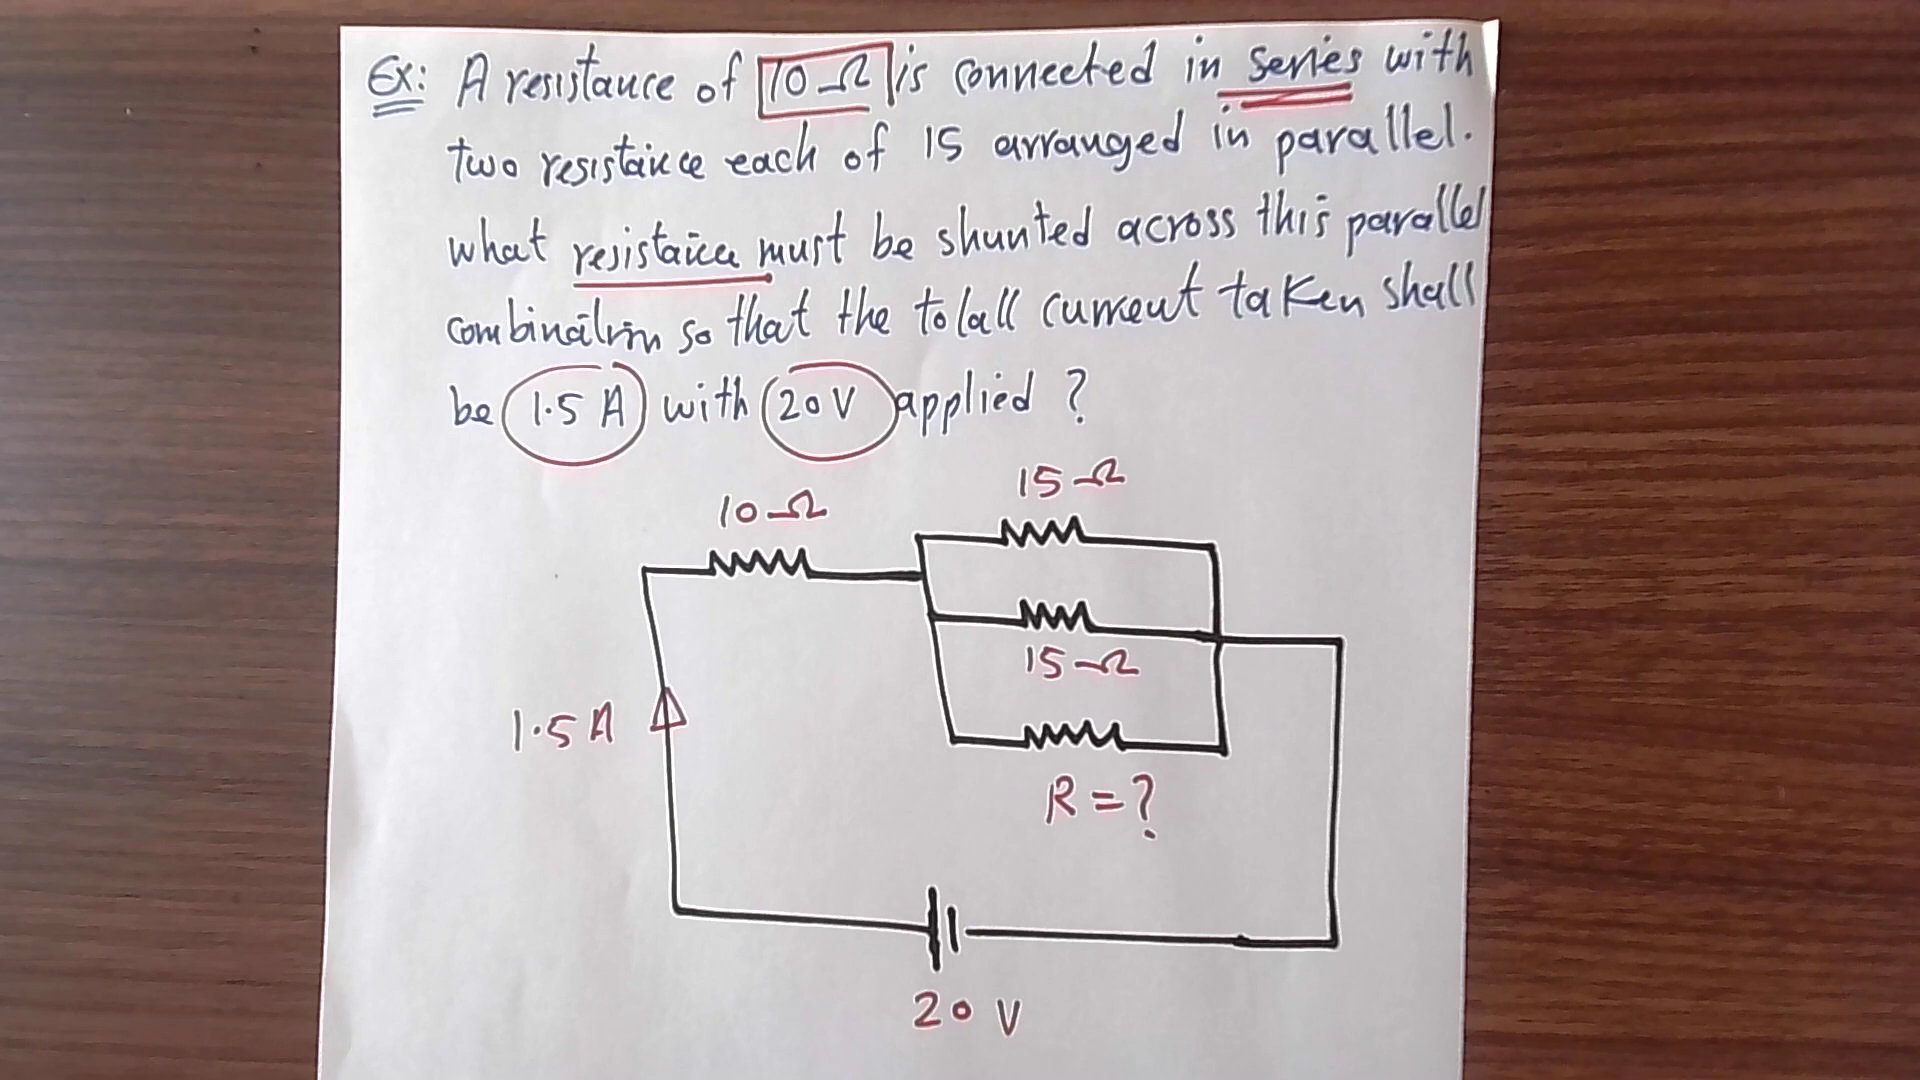 Ex: A resistance of 10 Ω is connected in series with
two resistance each of 15 arranged in parallel.
what resistance must be shunted across this parallel
combination so that the totall current taken shall
be 1.5 A with 20 V applied ?
15 Ω
10 Ω
15 Ω
1.5 A
R = ?
20 V